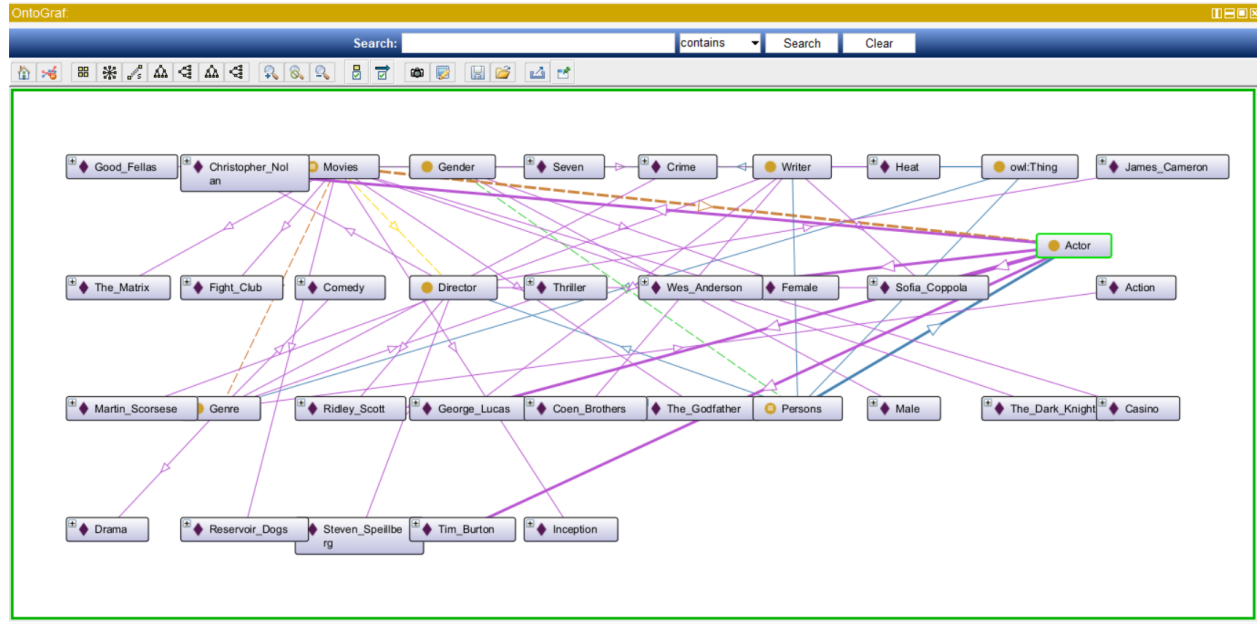 OntoGraf:
Search: contains Search Clear
Good_Fellas
Christopher_Nol
an
Movies
Gender
Seven
Crime
Writer
Heat
owl:Thing
James_Cameron
Actor
The_Matrix
Fight_Club
Comedy
Director
Thriller
Wes_Anderson
Female
Sofia_Coppola
Action
Martin_Scorsese
Genre
Ridley_Scott
George_Lucas
Coen_Brothers
The_Godfather
Persons
Male
The_Dark_Knight
Casino
Drama
Reservoir_Dogs
Steven_Speillbe
rg
Tim_Burton
Inception